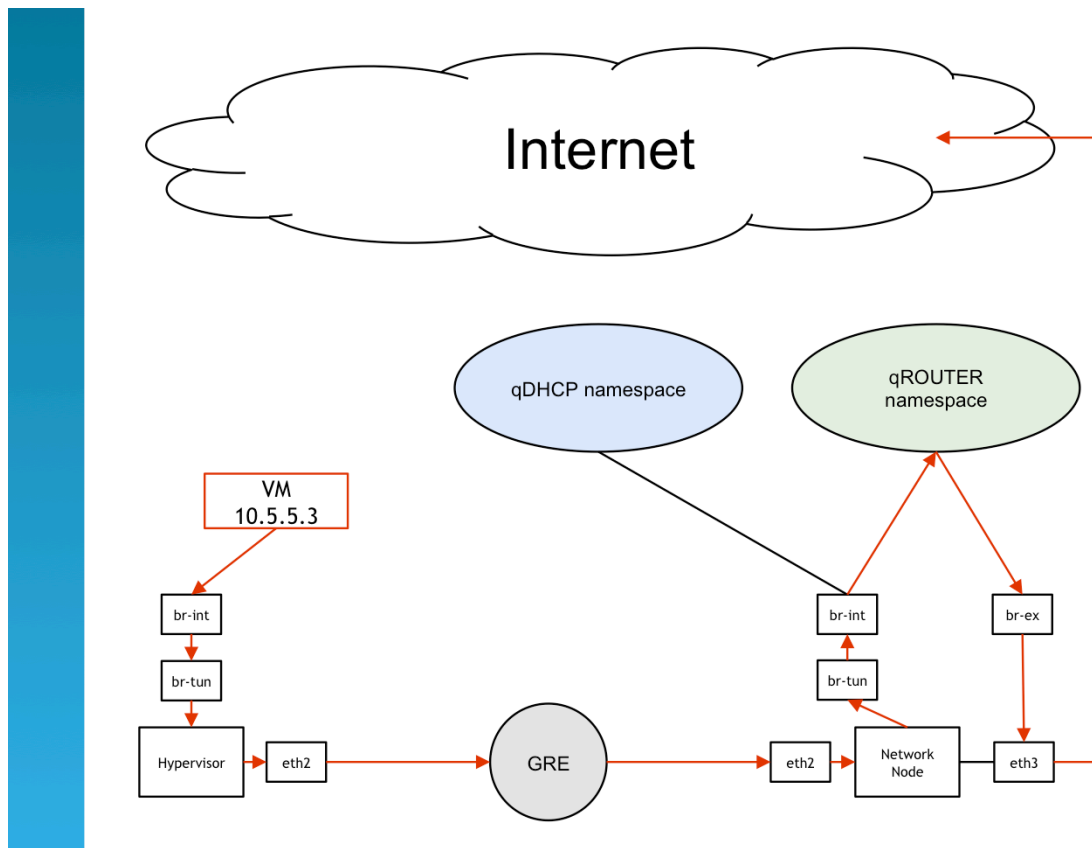 Internet
qDHCP namespace
qROUTER
namespace
VM
10.5.5.3
br-int
br-int
br-ex
br-tun
br-tun
Hypervisor
eth2
GRE
eth2
Network
Node
eth3